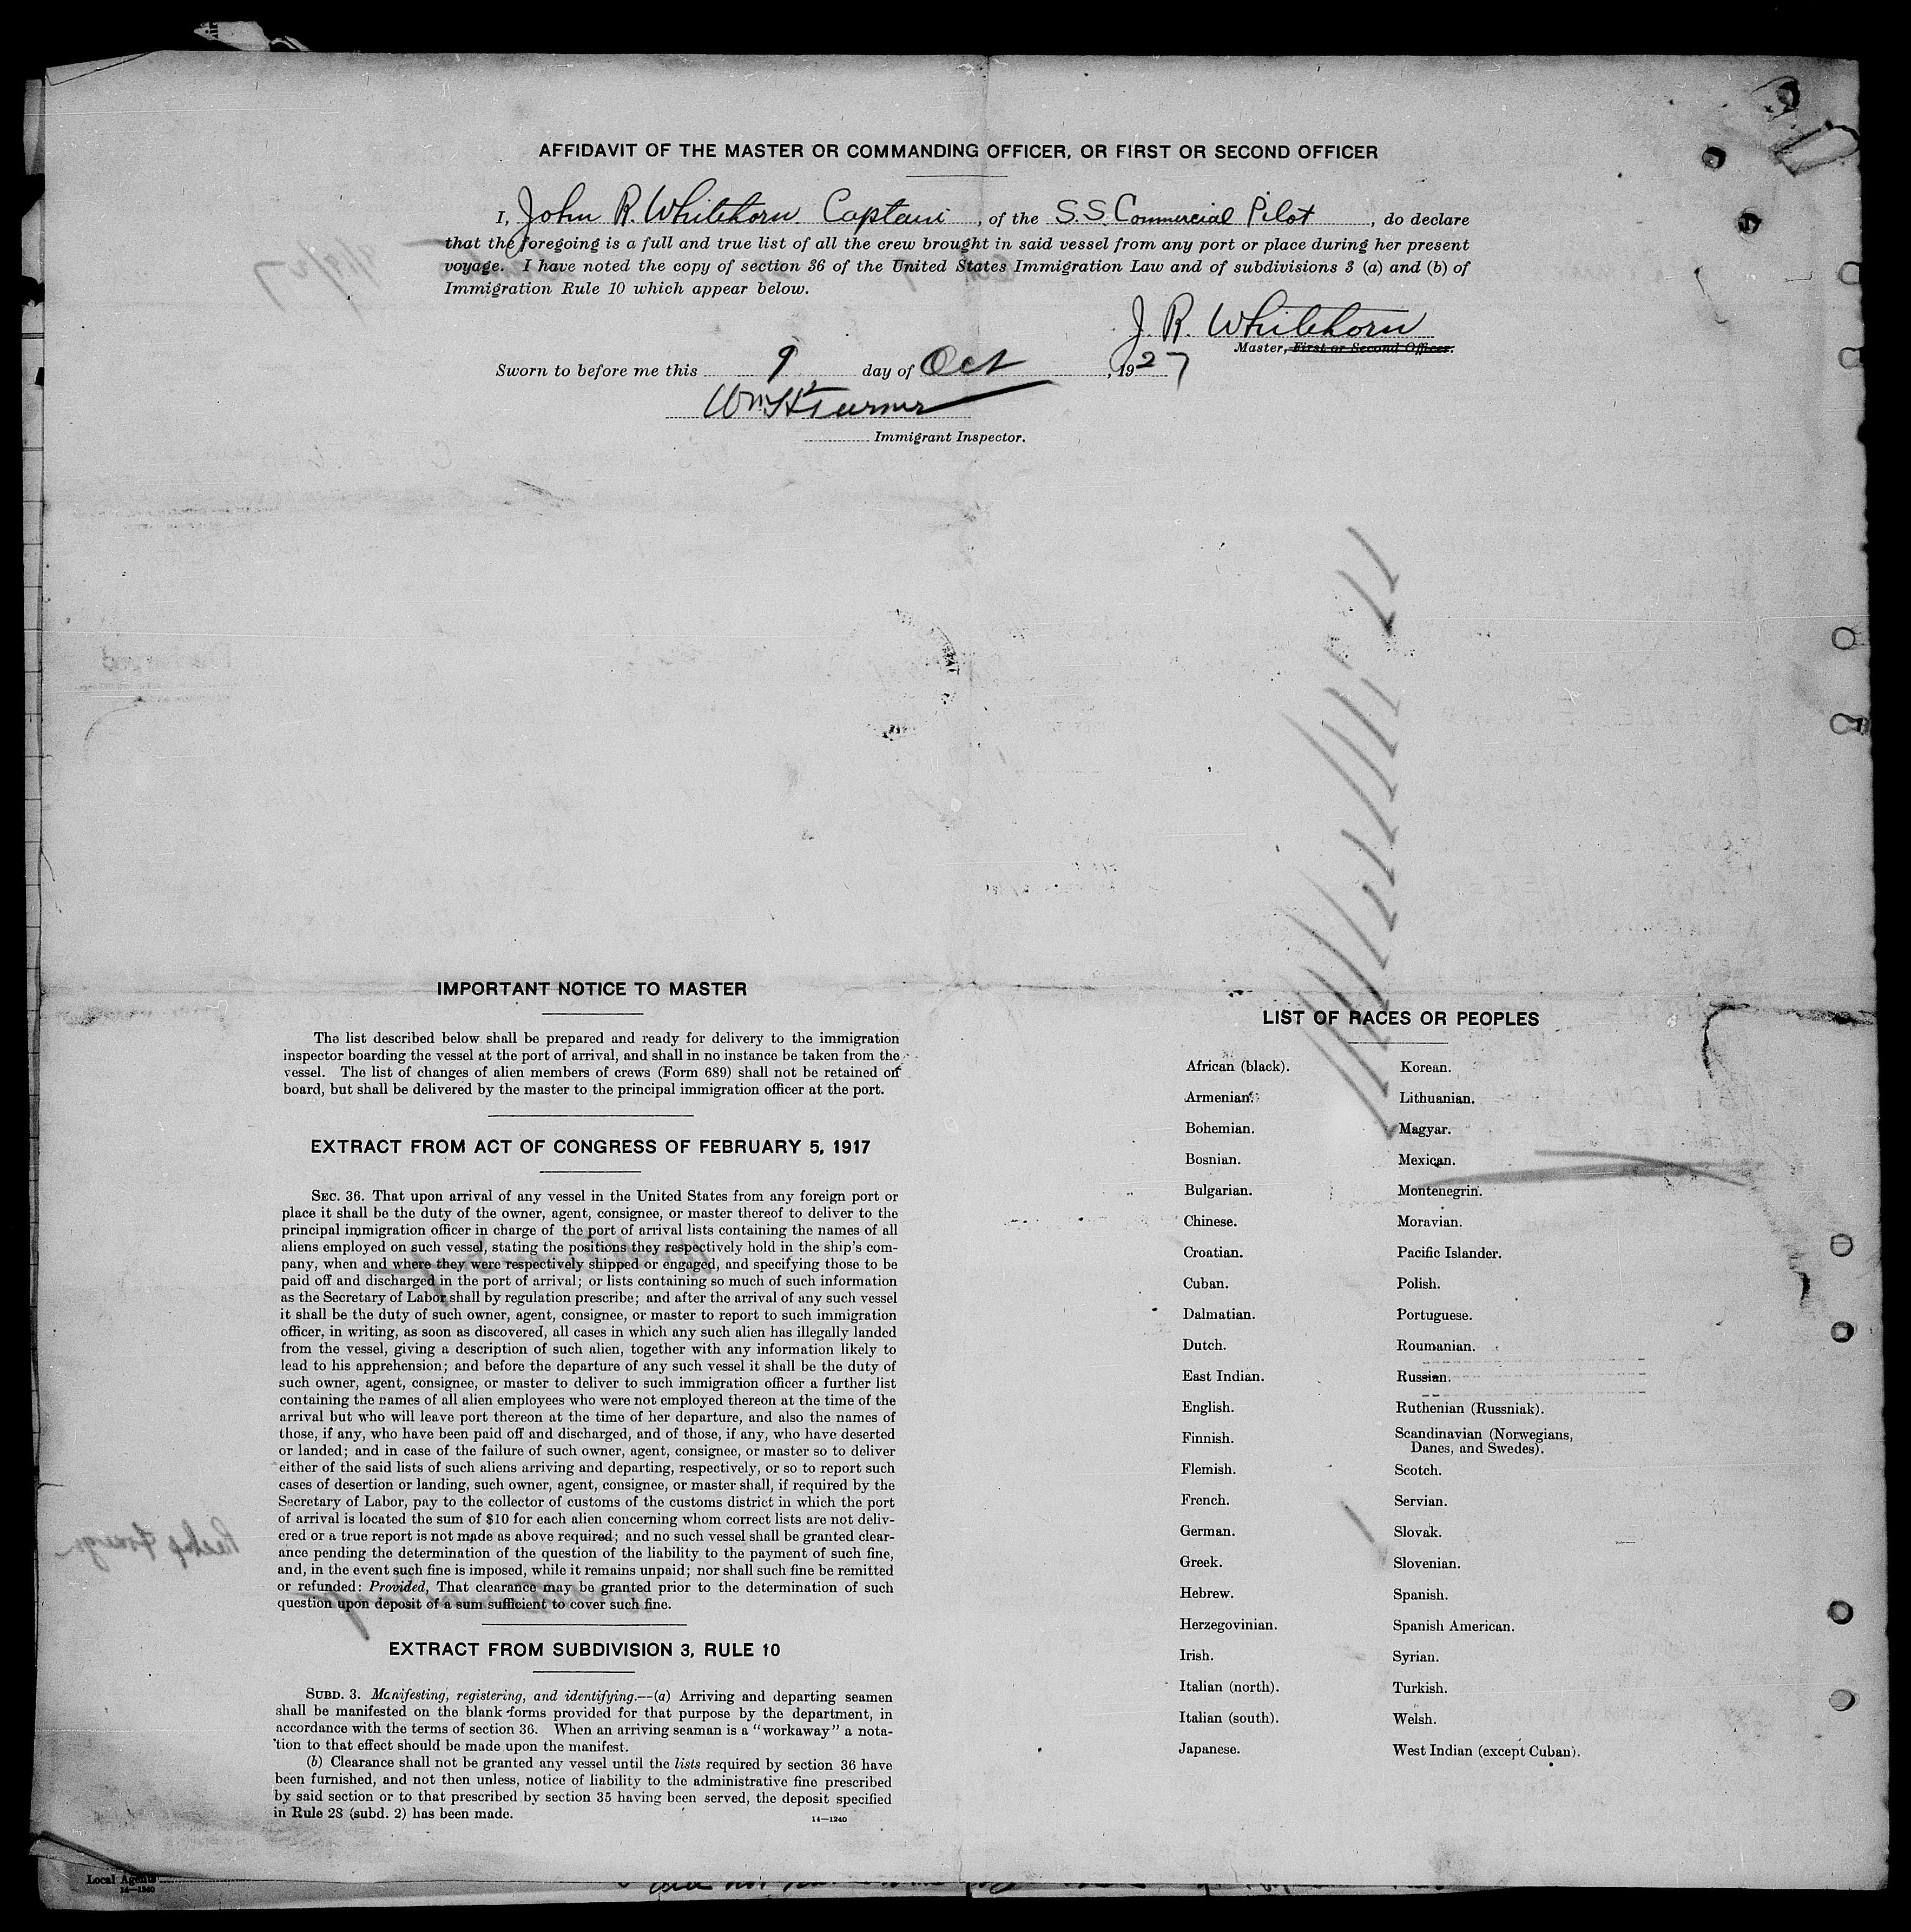 AFFIDAVIT OF THE MASTER OR COMMANDING OFFICER, OR FIRST OR SECOND OFFICER
I, John R. Whitehorn Captain, of the S.S. Commercial Pilot, do declare
that the foregoing is a full and true list of all the crew brought in said vessel from any port or place during her present
voyage. I have noted the copy of section 36 of the United States Immigration Law and of subdivisions 3 (a) and (b) of
Immigration Rule 10 which appear below.
J. R. Whitehorn
Master, First or Second Officer.
Sworn to before me this 9 day of Oct, 1927
Wm H Turner
Immigrant Inspector.
IMPORTANT NOTICE TO MASTER
The list described below shall be prepared and ready for delivery to the immigration
inspector boarding the vessel at the port of arrival, and shall in no instance be taken from the
vessel. The list of changes of alien members of crews (Form 689) shall not be retained on
board, but shall be delivered by the master to the principal immigration officer at the port.
EXTRACT FROM ACT OF CONGRESS OF FEBRUARY 5, 1917
SEC. 36. That upon arrival of any vessel in the United States from any foreign port or
place it shall be the duty of the owner, agent, consignee, or master thereof to deliver to the
principal immigration officer in charge of the port of arrival lists containing the names of all
aliens employed on such vessel, stating the positions they respectively hold in the ship's com-
pany, when and where they were respectively shipped or engaged, and specifying those to be
paid off and discharged in the port of arrival; or lists containing so much of such information
as the Secretary of Labor shall by regulation prescribe; and after the arrival of any such vessel
it shall be the duty of such owner, agent, consignee, or master to report to such immigration
officer, in writing, as soon as discovered, all cases in which any such alien has illegally landed
from the vessel, giving a description of such alien, together with any information likely to
lead to his apprehension; and before the departure of any such vessel it shall be the duty of
such owner, agent, consignee, or master to deliver to such immigration officer a further list
containing the names of all alien employees who were not employed thereon at the time of the
arrival but who will leave port thereon at the time of her departure, and also the names of
those, if any, who have been paid off and discharged, and of those, if any, who have deserted
or landed; and in case of the failure of such owner, agent, consignee, or master so to deliver
either of the said lists of such aliens arriving and departing, respectively, or so to report such
cases of desertion or landing, such owner, agent, consignee, or master shall, if required by the
Secretary of Labor, pay to the collector of customs of the customs district in which the port
of arrival is located the sum of $10 for each alien concerning whom correct lists are not deliv-
ered or a true report is not made as above required; and no such vessel shall be granted clear-
ance pending the determination of the question of the liability to the payment of such fine,
and, in the event such fine is imposed, while it remains unpaid; nor shall such fine be remitted
or refunded: Provided, That clearance may be granted prior to the determination of such
question upon deposit of a sum sufficient to cover such fine.
EXTRACT FROM SUBDIVISION 3, RULE 10
SUBD. 3. Manifesting, registering, and identifying.—(a) Arriving and departing seamen
shall be manifested on the blank forms provided for that purpose by the department, in
accordance with the terms of section 36. When an arriving seaman is a "workaway" a nota-
tion to that effect should be made upon the manifest.
(b) Clearance shall not be granted any vessel until the lists required by section 36 have
been furnished, and not then unless, notice of liability to the administrative fine prescribed
by said section or to that prescribed by section 35 having been served, the deposit specified
in Rule 28 (subd. 2) has been made.
14—1240
LIST OF RACES OR PEOPLES
African (black).
Armenian.
Bohemian.
Bosnian.
Bulgarian.
Chinese.
Croatian.
Cuban.
Dalmatian.
Dutch.
East Indian.
English.
Finnish.
Flemish.
French.
German.
Greek.
Hebrew.
Herzegovinian.
Irish.
Italian (north).
Italian (south).
Japanese.
Korean.
Lithuanian.
Magyar.
Mexican.
Montenegrin.
Moravian.
Pacific Islander.
Polish.
Portuguese.
Roumanian.
Russian.
Ruthenian (Russniak).
Scandinavian (Norwegians,
Danes, and Swedes).
Scotch.
Servian.
Slovak.
Slovenian.
Spanish.
Spanish American.
Syrian.
Turkish.
Welsh.
West Indian (except Cuban).
Local Agents
14—1240